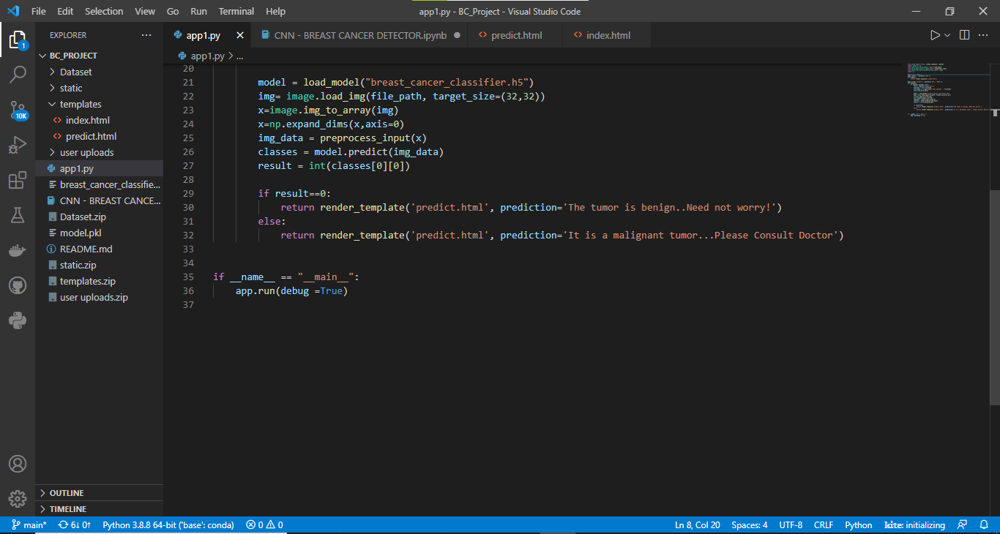 File Edit Selection View Go Run Terminal Help
app1.py - BC_Project - Visual Studio Code
EXPLORER ...
app1.py
CNN - BREAST CANCER DETECTOR.ipynb
<> predict.html
<> index.html
BC_PROJECT
app1.py > ...
Dataset
static
templates
<> index.html
<> predict.html
user uploads
app1.py
breast_cancer_classifie...
CNN - BREAST CANCE...
Dataset.zip
model.pkl
README.md
static.zip
templates.zip
user uploads.zip
1
10K
20
21 model = load_model("breast_cancer_classifier.h5")
22 img= image.load_img(file_path, target_size=(32,32))
23 x=image.img_to_array(img)
24 x=np.expand_dims(x,axis=0)
25 img_data = preprocess_input(x)
26 classes = model.predict(img_data)
27 result = int(classes[0][0])
28
29 if result==0:
30 return render_template('predict.html', prediction='The tumor is benign..Need not worry!')
31 else:
32 return render_template('predict.html', prediction='It is a malignant tumor...Please Consult Doctor')
33
34
35 if __name__ == "__main__":
36 app.run(debug =True)
37
OUTLINE
TIMELINE
main* 6↓ 0↑ Python 3.8.8 64-bit ('base': conda) 0 0
Ln 8, Col 20 Spaces: 4 UTF-8 CRLF Python kite: initializing